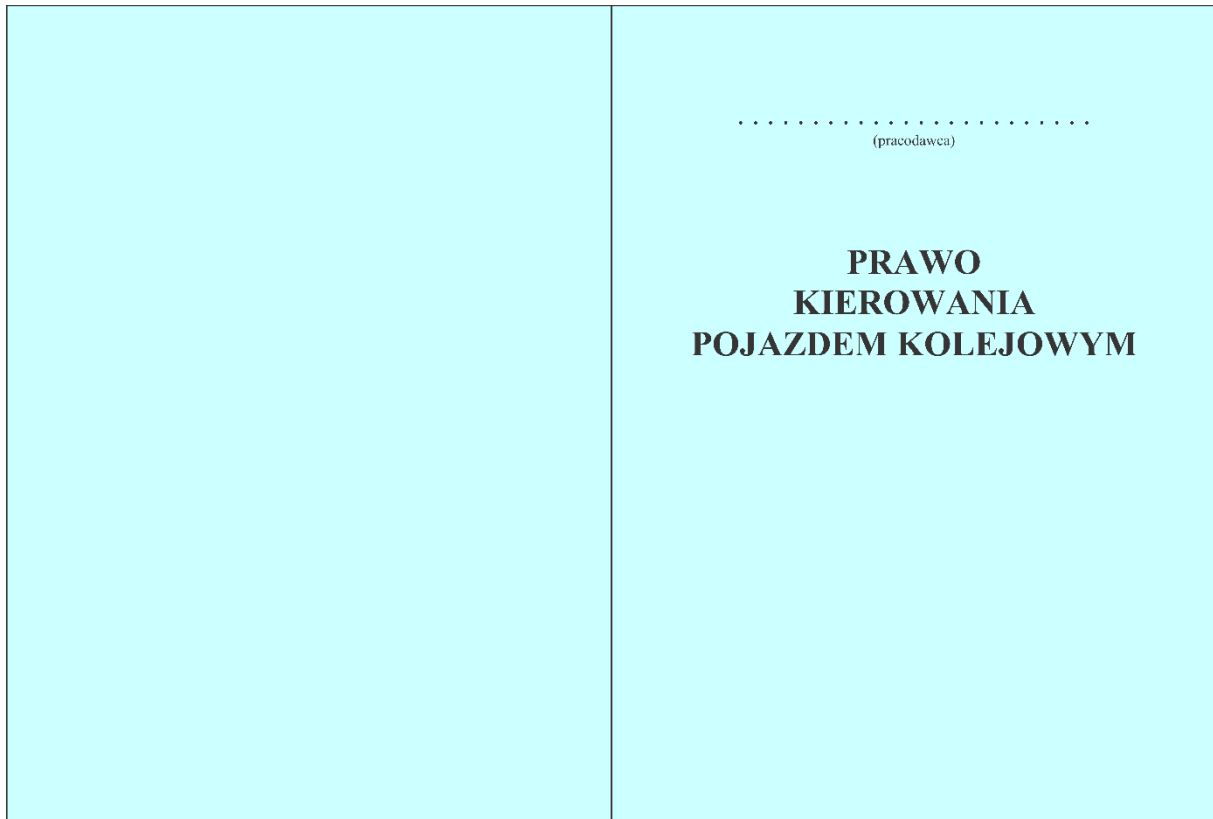 . . . . . . . . . . . . . . . . . . . . . . . .
(pracodawca)
PRAWO
KIEROWANIA
POJAZDEM KOLEJOWYM